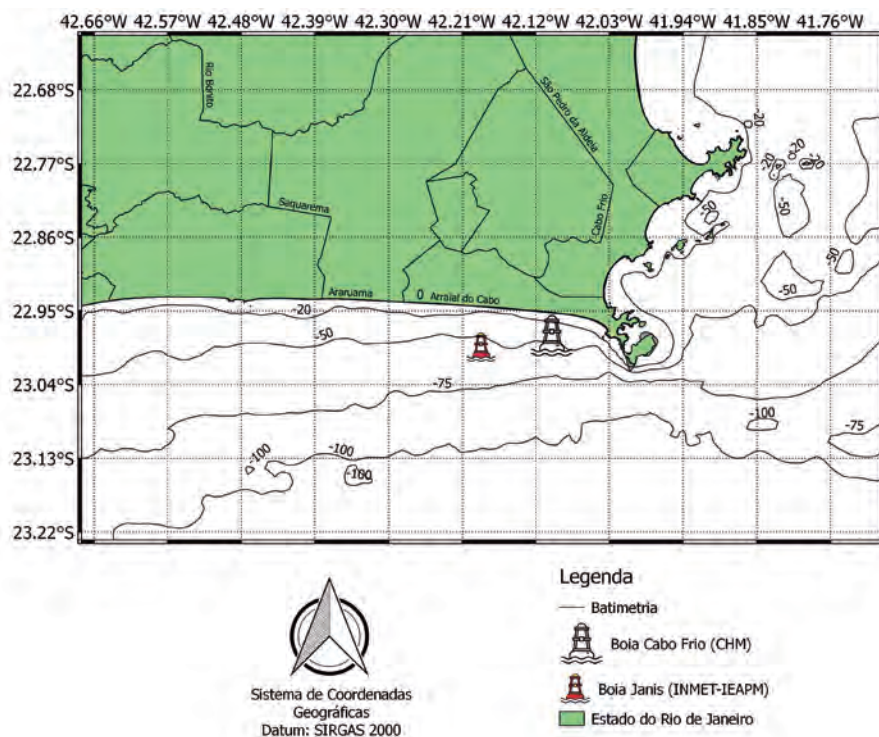 42.66°W 42.57°W 42.48°W 42.39°W 42.30°W 42.21°W 42.12°W 42.03°W 41.94°W 41.85°W 41.76°W
22.68°S
22.77°S
22.86°S
22.95°S
23.04°S
23.13°S
23.22°S
Rio Bonito
São Pedro da Aldeia
Saquarema
Cabo Frio
Araruama
0
Arraial do Cabo
-20
-20
-20
-20
-20
-50
-50
-50
-50
-50
-75
-75
-100
-100
-100
-100
Legenda
Batimetria
Boia Cabo Frio (CHM)
Boia Janis (INMET-IEAPM)
Estado do Rio de Janeiro
Sistema de Coordenadas
Geográficas
Datum: SIRGAS 2000